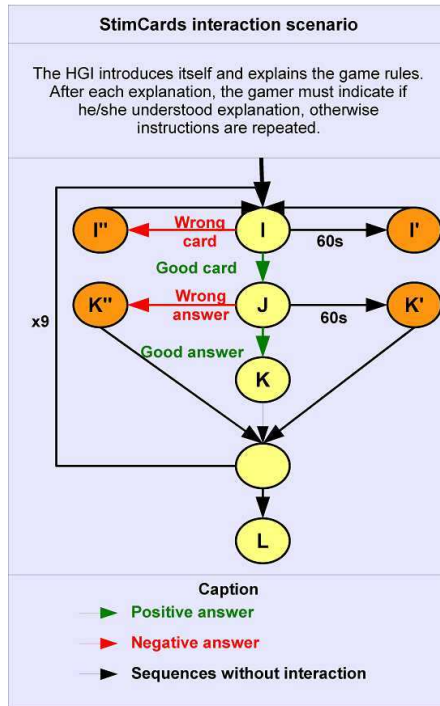 StimCards interaction scenario
The HGI introduces itself and explains the game rules.
After each explanation, the gamer must indicate if
he/she understood explanation, otherwise
instructions are repeated.
I''
Wrong
card
I
60s
I'
Good card
K''
Wrong
answer
J
60s
K'
x9
Good answer
K
L
Caption
Positive answer
Negative answer
Sequences without interaction